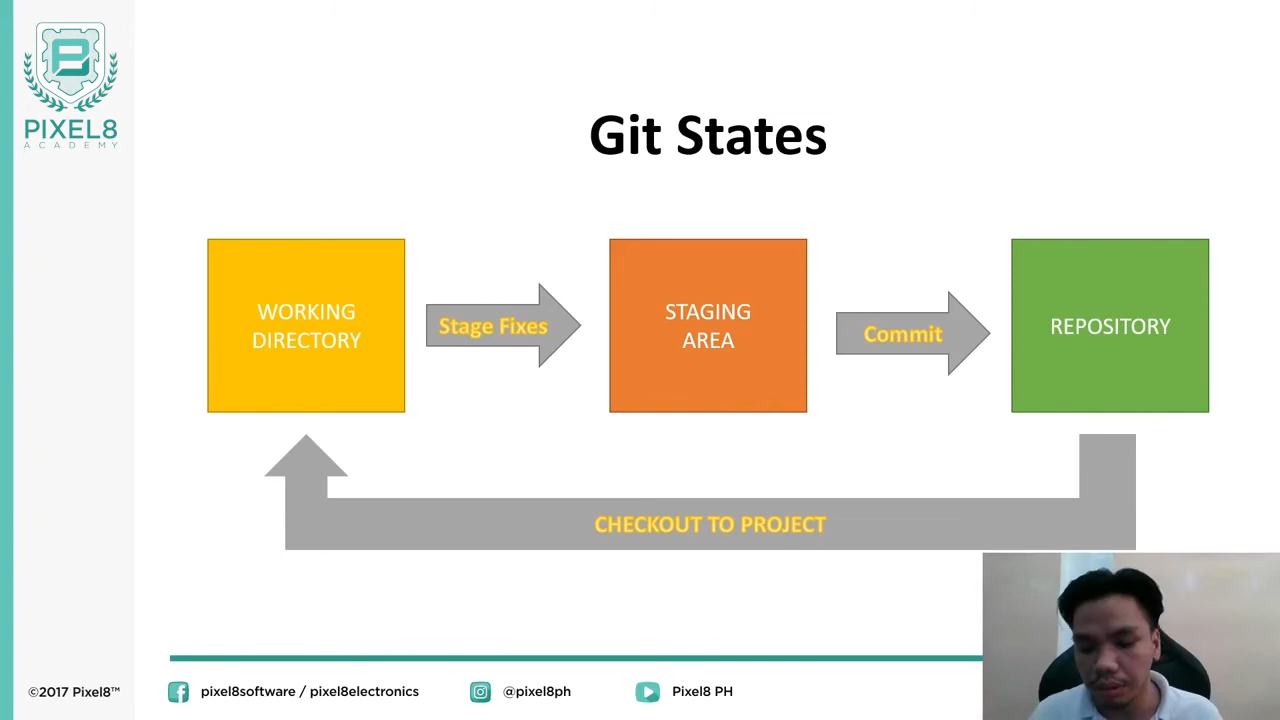 PIXEL8
ACADEMY
Git States
WORKING
DIRECTORY
Stage Fixes
STAGING
AREA
Commit
REPOSITORY
CHECKOUT TO PROJECT
©2017 Pixel8™
pixel8software / pixel8electronics
@pixel8ph
Pixel8 PH